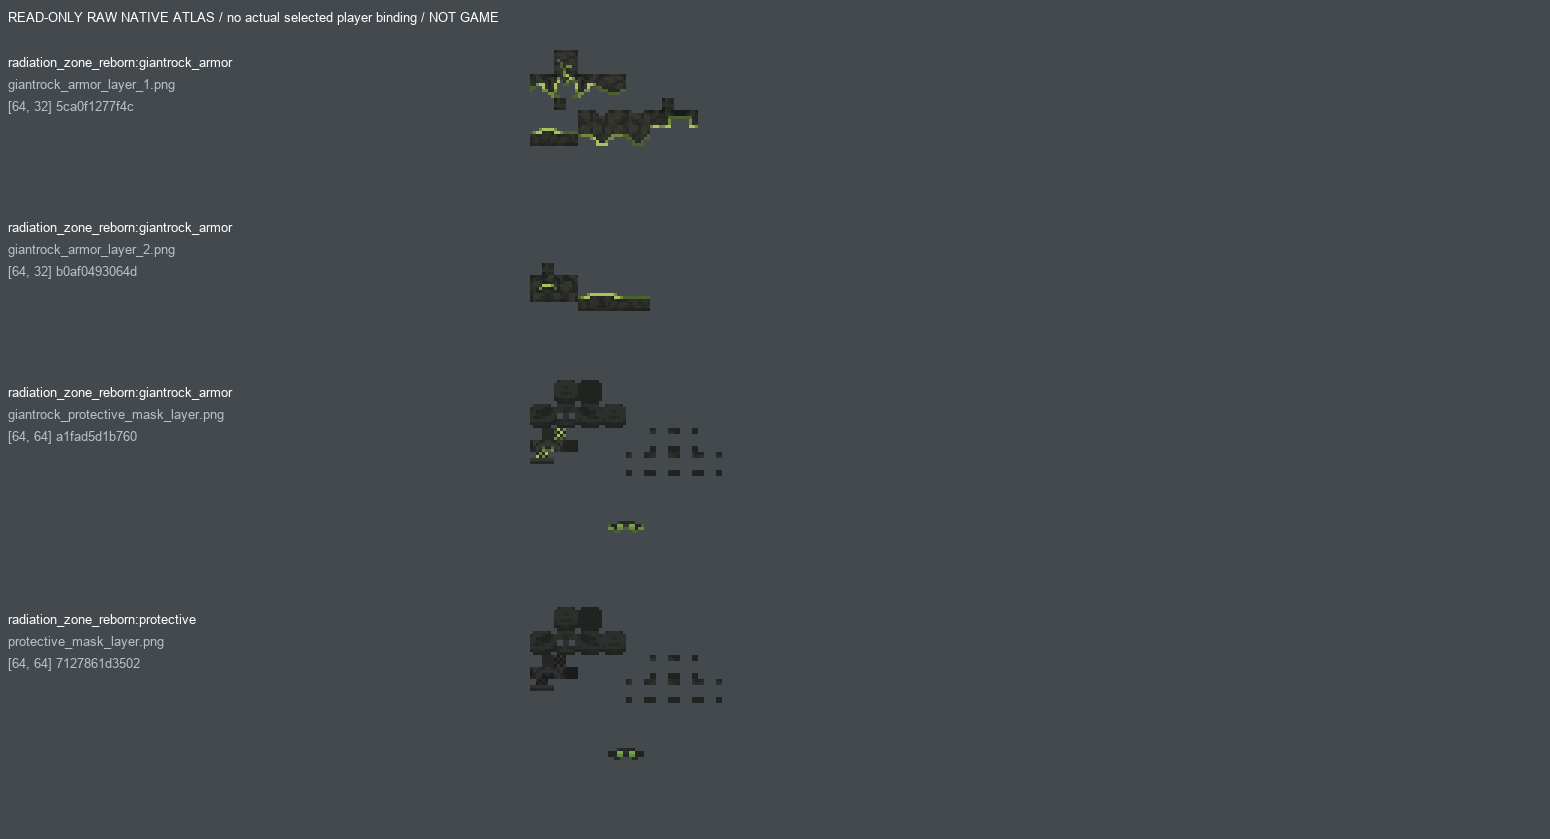 READ-ONLY RAW NATIVE ATLAS / no actual selected player binding / NOT GAME
radiation_zone_reborn:giantrock_armor
giantrock_armor_layer_1.png
[64, 32] 5ca0f1277f4c
radiation_zone_reborn:giantrock_armor
giantrock_armor_layer_2.png
[64, 32] b0af0493064d
radiation_zone_reborn:giantrock_armor
giantrock_protective_mask_layer.png
[64, 64] a1fad5d1b760
radiation_zone_reborn:protective
protective_mask_layer.png
[64, 64] 7127861d3502